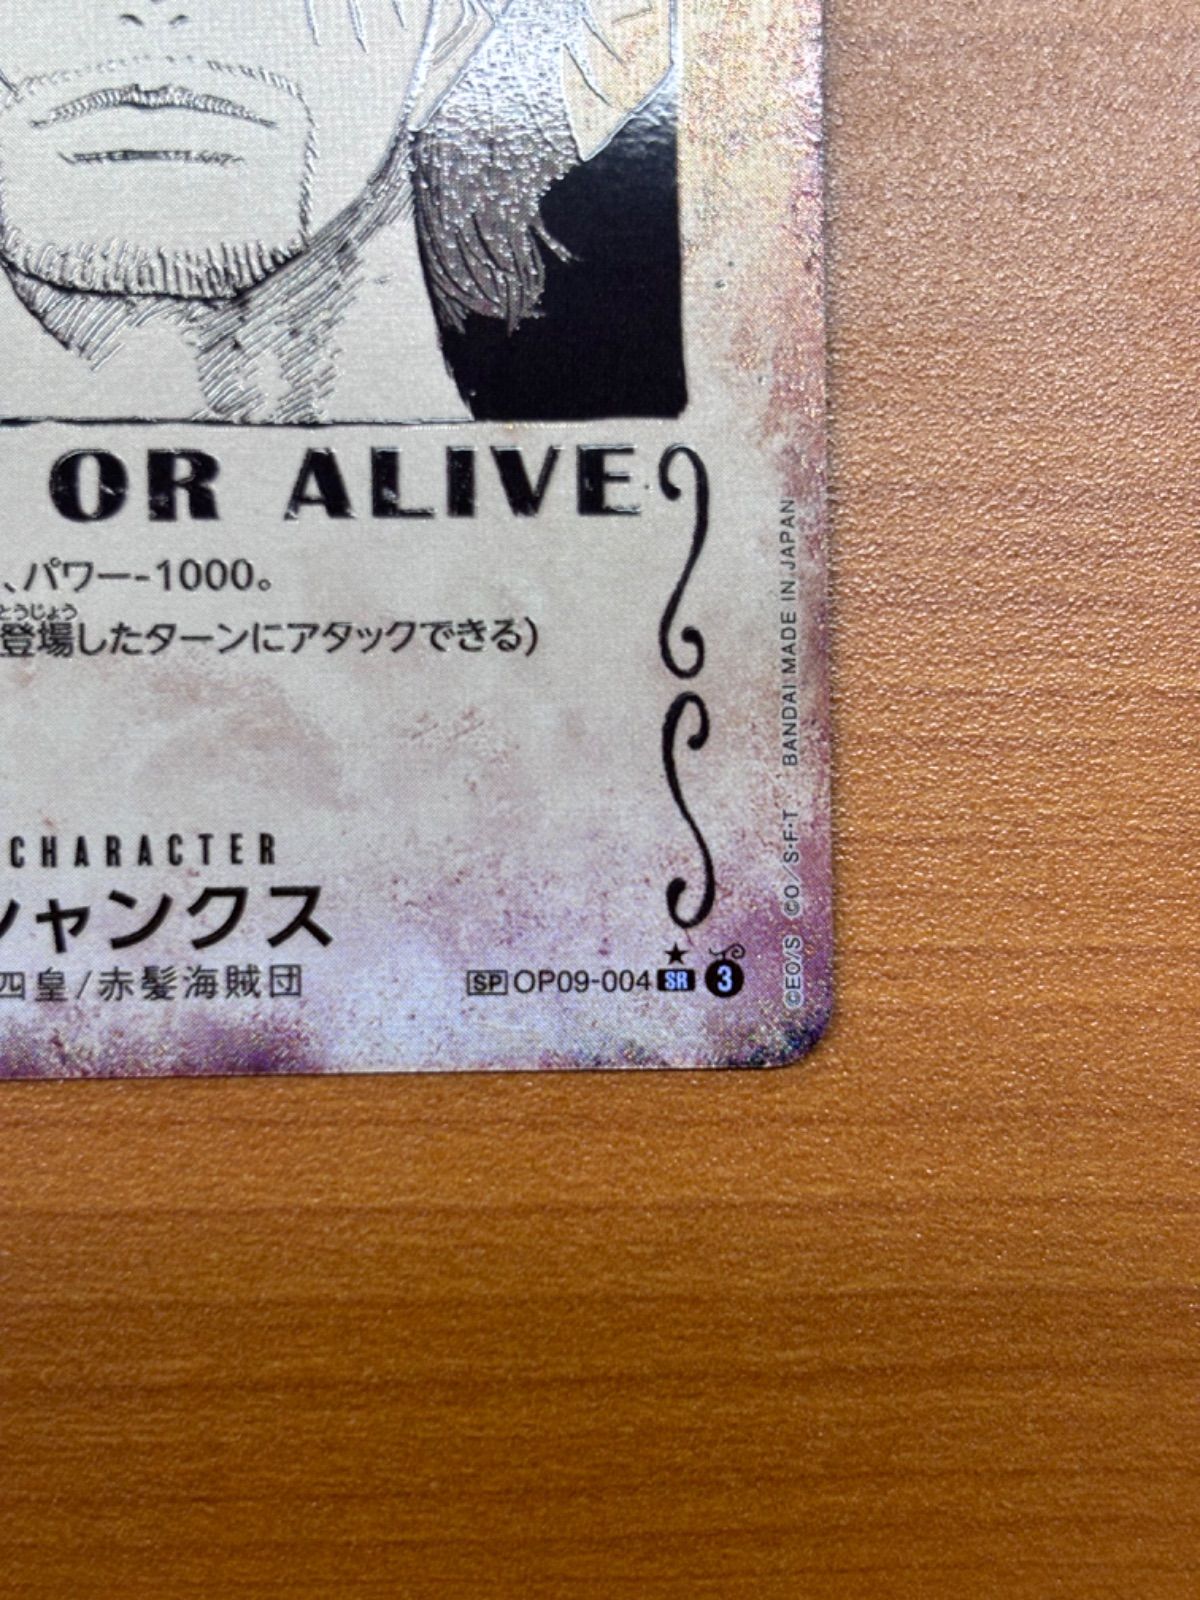 OR ALIVE
、パワー-1000。
とうじょう
登場したターンにアタックできる)
CHARACTER
シャンクス
四皇/赤髪海賊団
SP OP09-004 SR 3
©EO/S ©O/S・F・T BANDAI MADE IN JAPAN